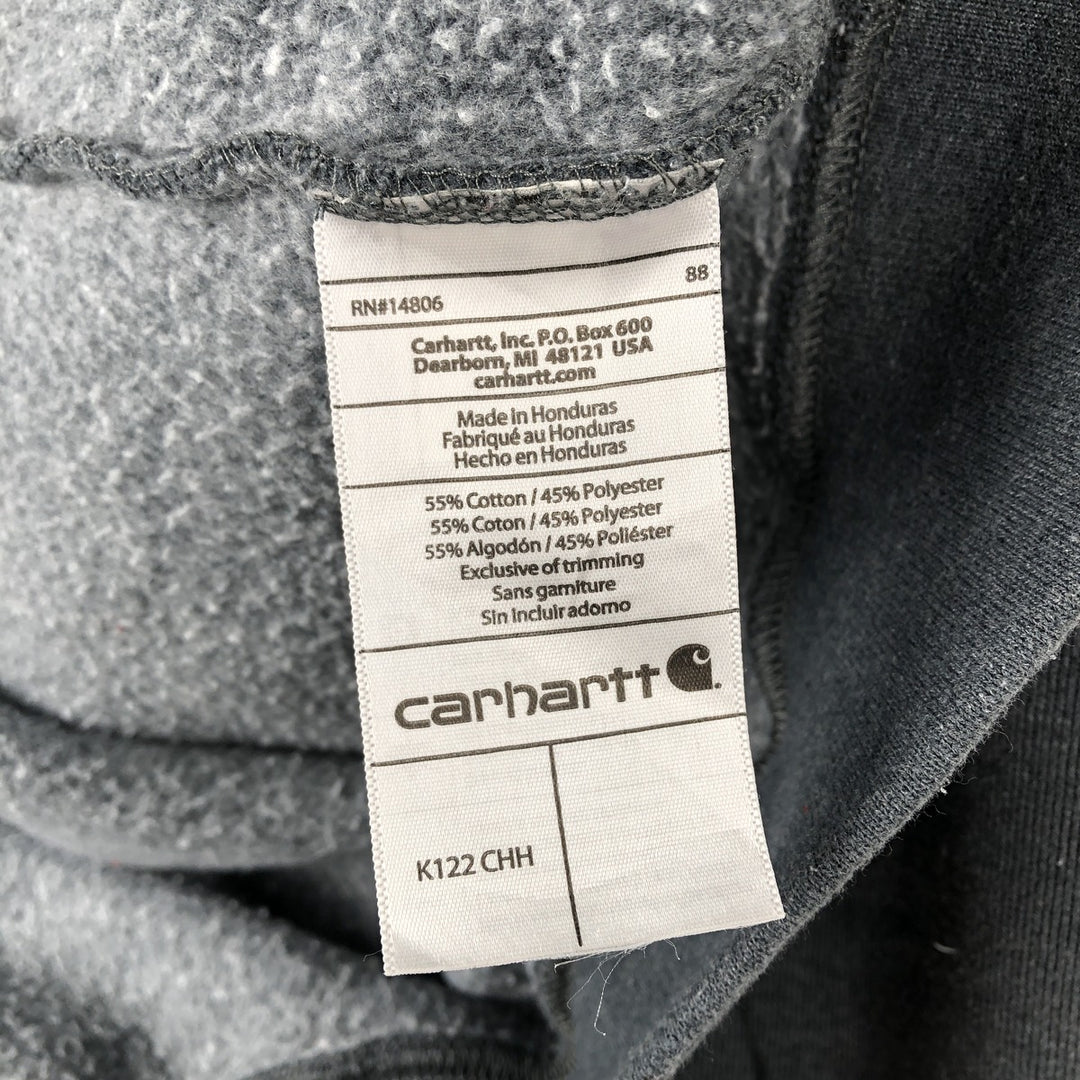 88
RN#14806
Carhartt, Inc. P.O. Box 600
Dearborn, MI 48121 USA
carhartt.com
Made in Honduras
Fabriqué au Honduras
Hecho en Honduras
55% Cotton / 45% Polyester
55% Coton / 45% Polyester
55% Algodón / 45% Poliéster
Exclusive of trimming
Sans garniture
Sin incluir adorno
carhartt
K122 CHH